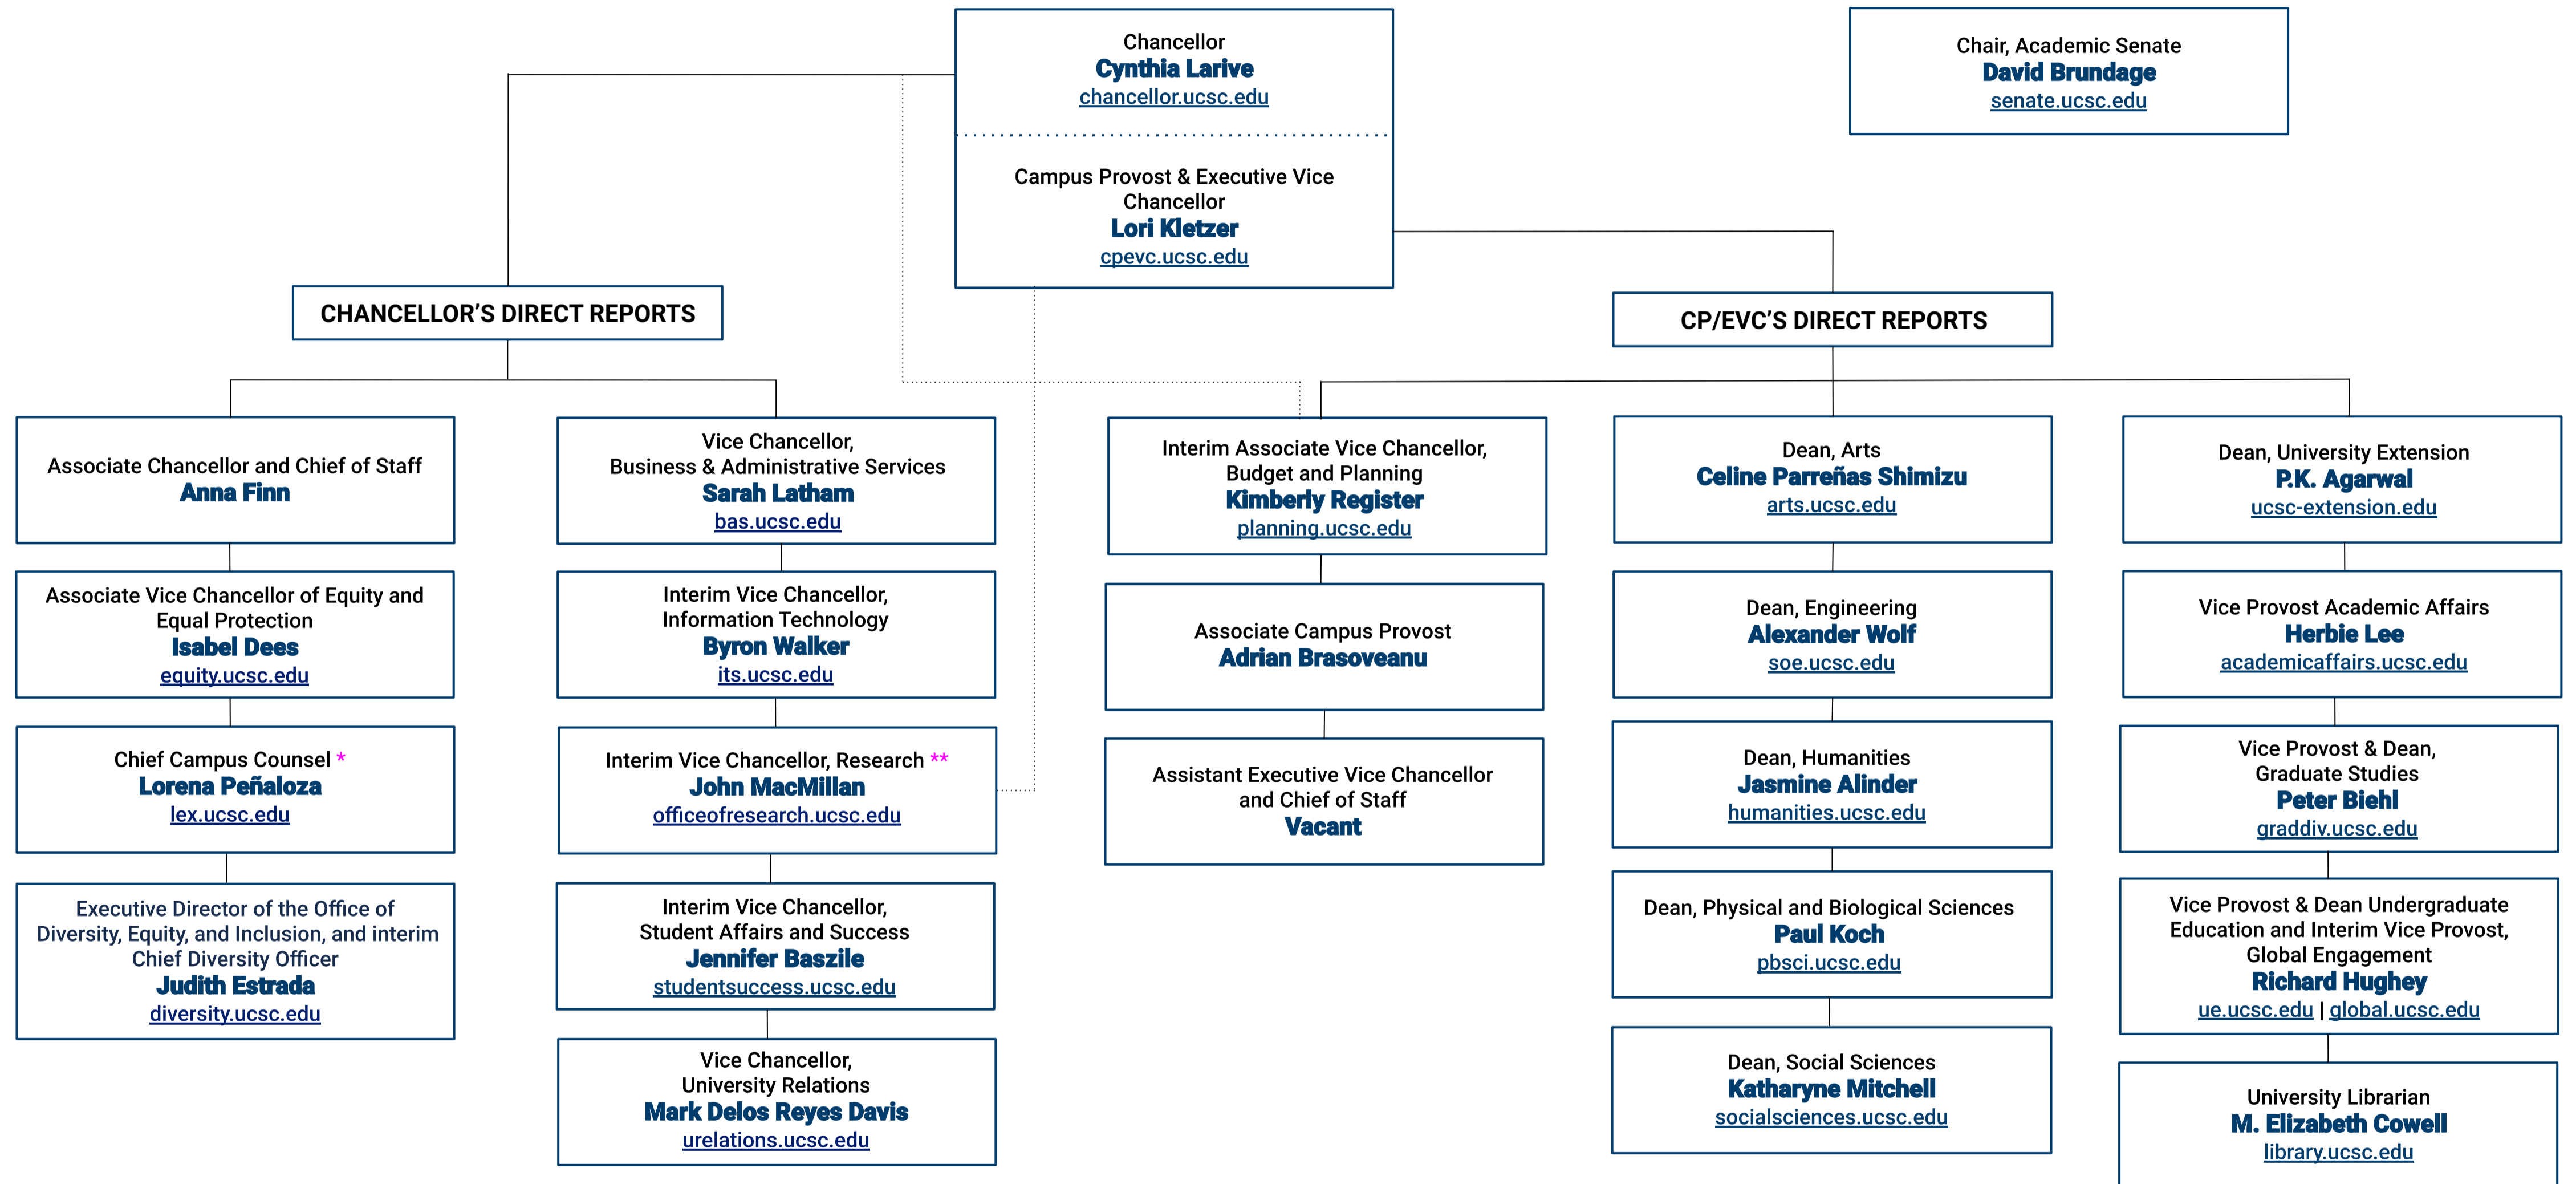 Chancellor
Cynthia Larive
chancellor.ucsc.edu
Campus Provost & Executive Vice
Chancellor
Lori Kletzer
cpevc.ucsc.edu
Chair, Academic Senate
David Brundage
senate.ucsc.edu
CHANCELLOR’S DIRECT REPORTS
Associate Chancellor and Chief of Staff
Anna Finn
Associate Vice Chancellor of Equity and
Equal Protection
Isabel Dees
equity.ucsc.edu
Chief Campus Counsel *
Lorena Peñaloza
lex.ucsc.edu
Executive Director of the Office of
Diversity, Equity, and Inclusion, and interim
Chief Diversity Officer
Judith Estrada
diversity.ucsc.edu
Vice Chancellor,
Business & Administrative Services
Sarah Latham
bas.ucsc.edu
Interim Vice Chancellor,
Information Technology
Byron Walker
its.ucsc.edu
Interim Vice Chancellor, Research **
John MacMillan
officeofresearch.ucsc.edu
Interim Vice Chancellor,
Student Affairs and Success
Jennifer Baszile
studentsuccess.ucsc.edu
Vice Chancellor,
University Relations
Mark Delos Reyes Davis
urelations.ucsc.edu
CP/EVC’S DIRECT REPORTS
Interim Associate Vice Chancellor,
Budget and Planning
Kimberly Register
planning.ucsc.edu
Associate Campus Provost
Adrian Brasoveanu
Assistant Executive Vice Chancellor
and Chief of Staff
Vacant
Dean, Arts
Celine Parreñas Shimizu
arts.ucsc.edu
Dean, Engineering
Alexander Wolf
soe.ucsc.edu
Dean, Humanities
Jasmine Alinder
humanities.ucsc.edu
Dean, Physical and Biological Sciences
Paul Koch
pbsci.ucsc.edu
Dean, Social Sciences
Katharyne Mitchell
socialsciences.ucsc.edu
Dean, University Extension
P.K. Agarwal
ucsc-extension.edu
Vice Provost Academic Affairs
Herbie Lee
academicaffairs.ucsc.edu
Vice Provost & Dean,
Graduate Studies
Peter Biehl
graddiv.ucsc.edu
Vice Provost & Dean Undergraduate
Education and Interim Vice Provost,
Global Engagement
Richard Hughey
ue.ucsc.edu | global.ucsc.edu
University Librarian
M. Elizabeth Cowell
library.ucsc.edu